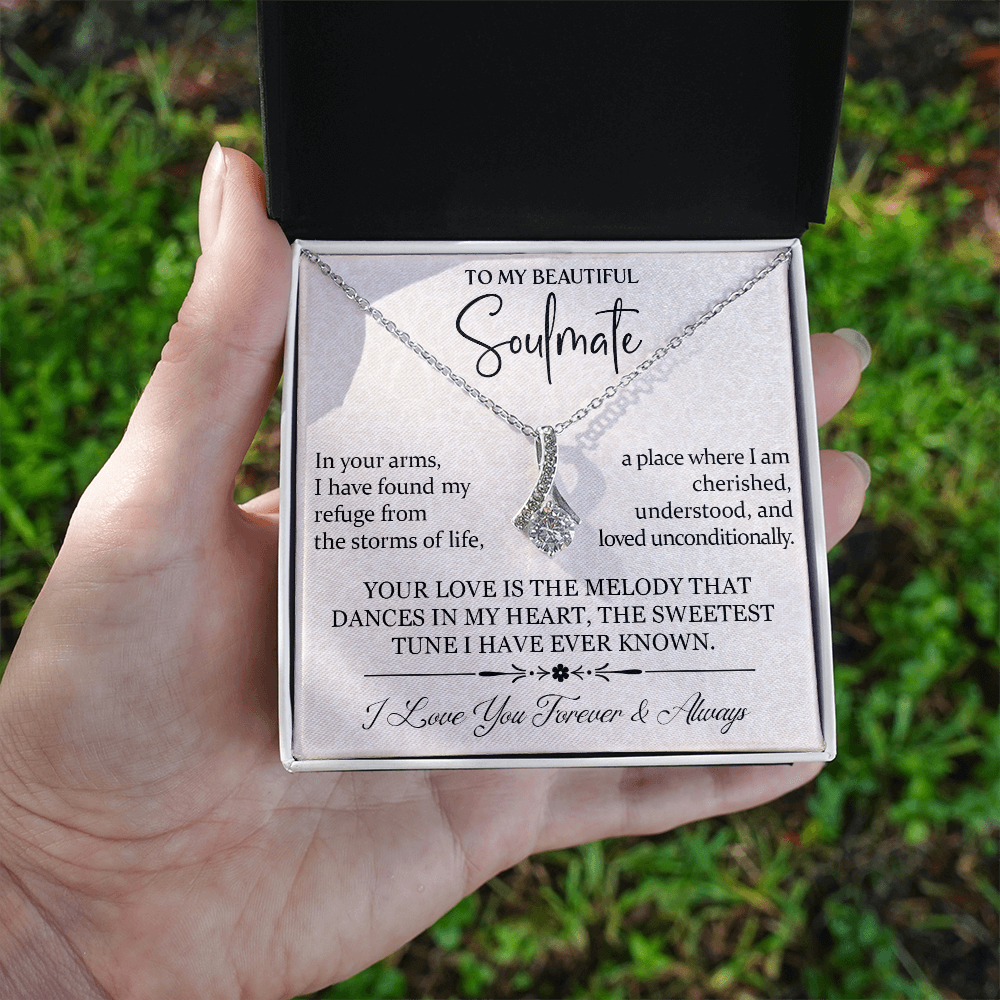 TO MY BEAUTIFUL
Soulmate
In your arms,
I have found my
refuge from
the storms of life,
a place where I am
cherished,
understood, and
loved unconditionally.
YOUR LOVE IS THE MELODY THAT
DANCES IN MY HEART, THE SWEETEST
TUNE I HAVE EVER KNOWN.
I Love You Forever & Always